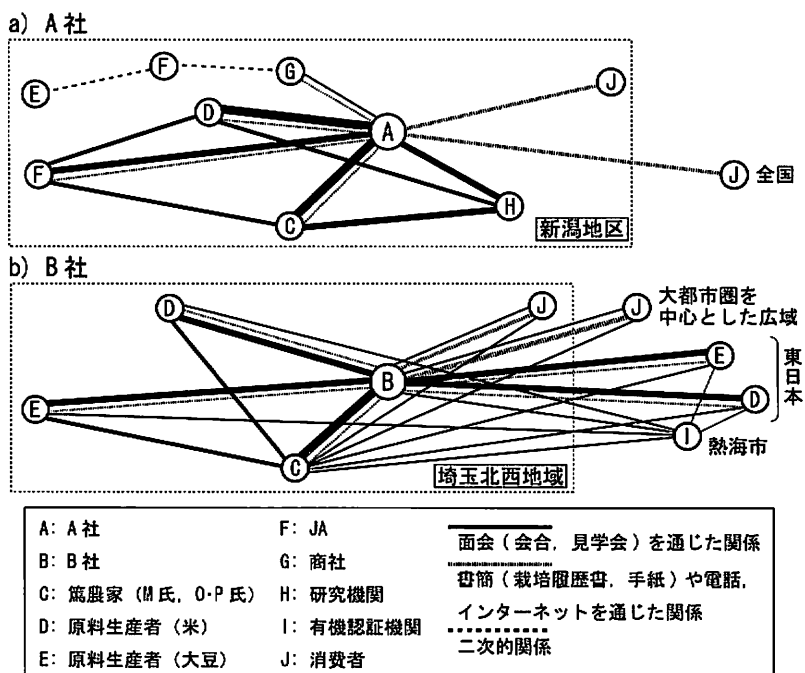 a) A社
E
F
G
J
D
A
F
J 全国
H
C
新潟地区
b) B社
D
J
J
大都市圏を
中心とした広域
E
B
東日本
E
D
I
熱海市
C
埼玉北西地域
A: A社
B: B社
C: 篤農家（M氏，O・P氏）
D: 原料生産者（米）
E: 原料生産者（大豆）
F: JA
G: 商社
H: 研究機関
I: 有機認証機関
J: 消費者
面会（会合，見学会）を通じた関係
書簡（栽培履歴書，手紙）や電話，
インターネットを通じた関係
二次的関係